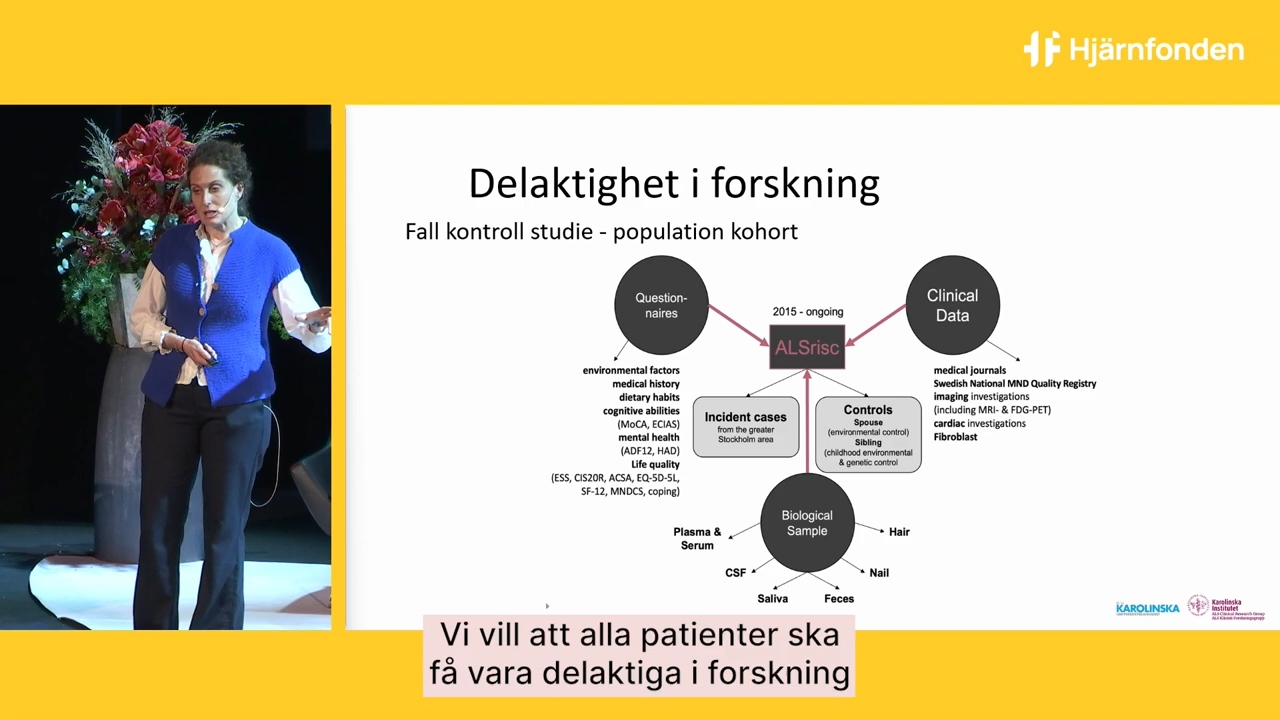 Hjärnfonden
Delaktighet i forskning
Fall kontroll studie - population kohort
Question-
naires
2015 - ongoing
ALSrisc
Clinical
Data
environmental factors
medical history
dietary habits
cognitive abilities
(MoCA, ECIAS)
mental health
(ADF12, HAD)
Life quality
(ESS, CIS20R, ACSA, EQ-5D-5L,
SF-12, MNDCS, coping)
Incident cases
from the greater
Stockholm area
Controls
Spouse
(environmental control)
Sibling
(childhood environmental
& genetic control
medical journals
Swedish National MND Quality Registry
imaging investigations
(including MRI- & FDG-PET)
cardiac investigations
Fibroblast
Biological
Sample
Plasma &
Serum
CSF
Saliva
Feces
Nail
Hair
KAROLINSKA
Karolinska
Institutet
ALS Clinical Research Group
Vi vill att alla patienter ska
få vara delaktiga i forskning